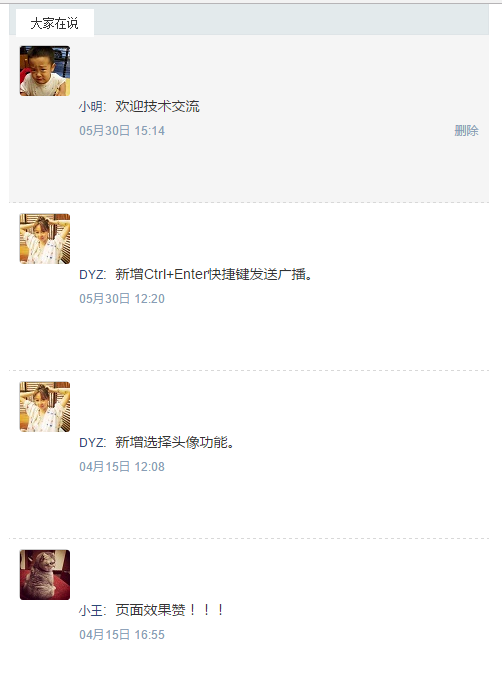 大家在说
小明: 欢迎技术交流
05月30日 15:14 删除
DYZ: 新增Ctrl+Enter快捷键发送广播。
05月30日 12:20
DYZ: 新增选择头像功能。
04月15日 12:08
小王: 页面效果赞！！！
04月15日 16:55